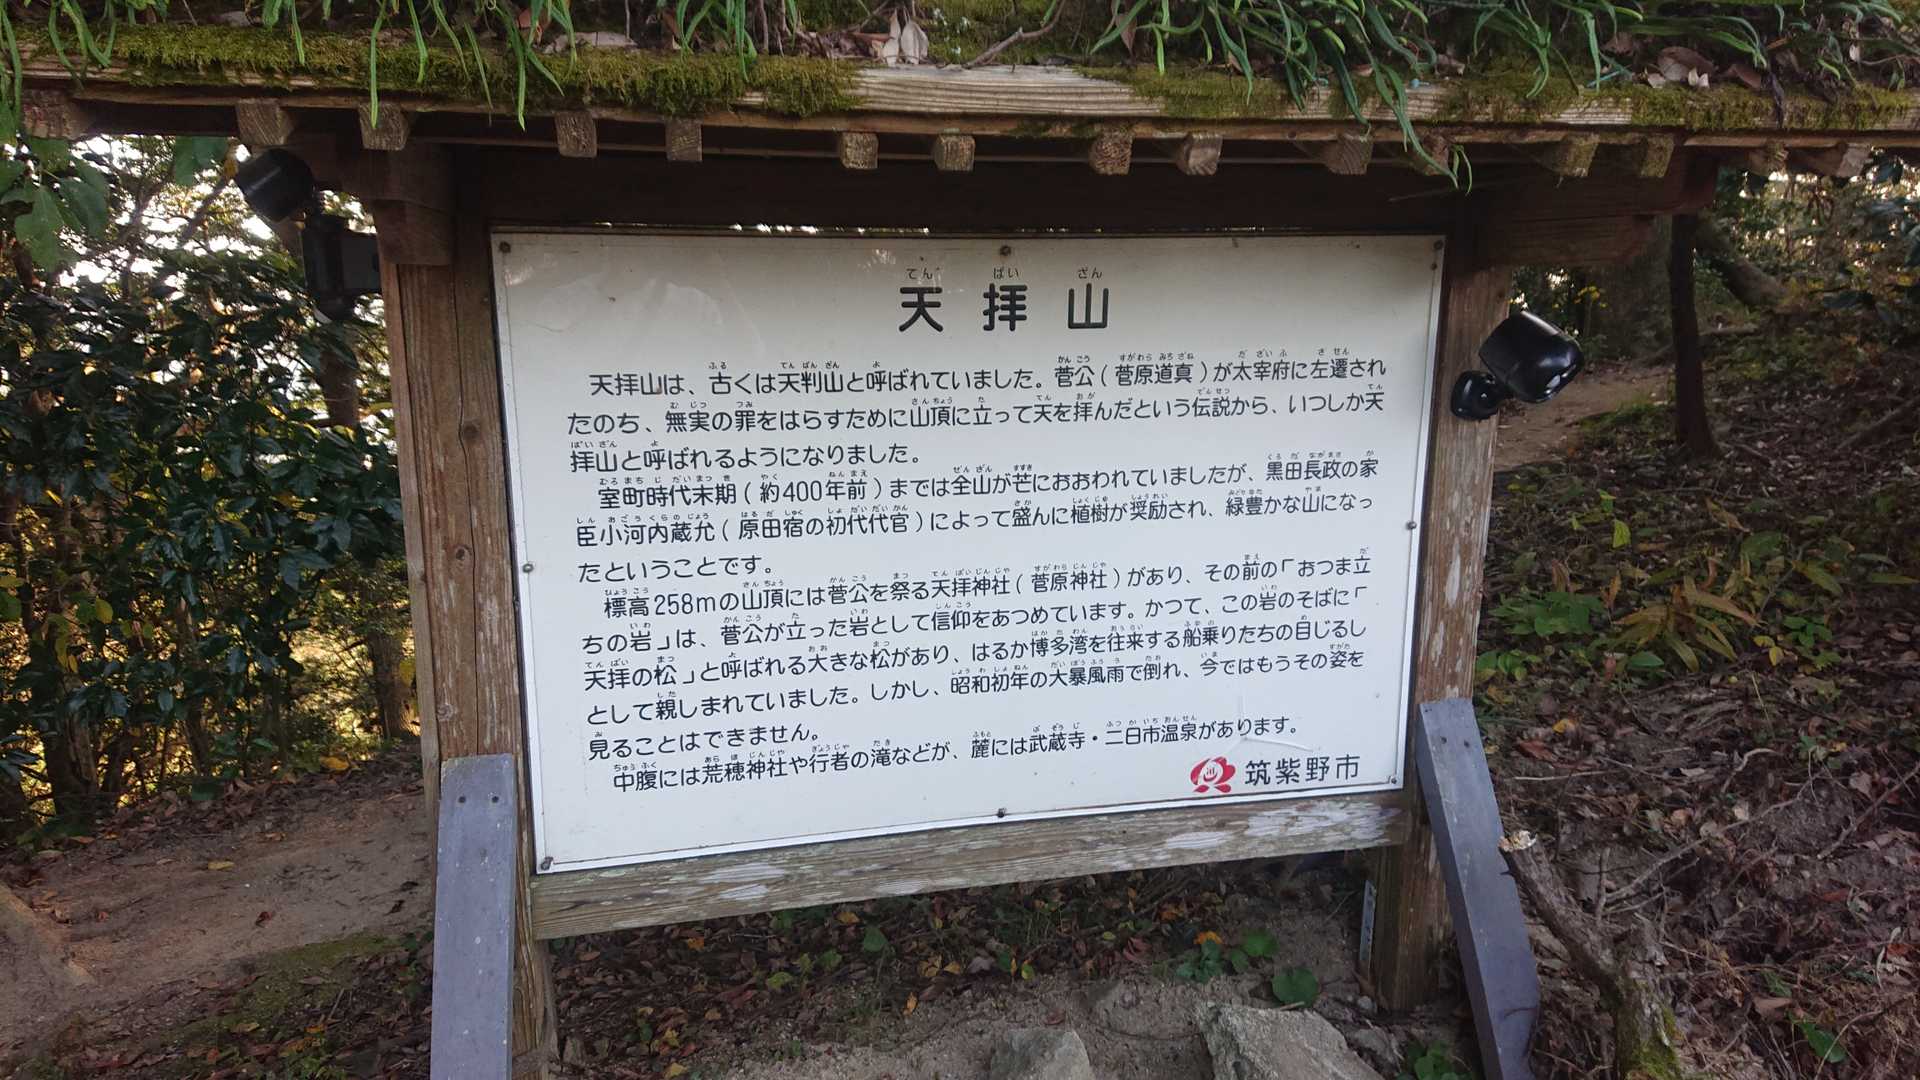 天拝山
天拝山は、古くは天判山と呼ばれていました。菅公(菅原道真)が太宰府に左遷され
たのち、無実の罪をはらすために山頂に立って天を拝んだという伝説から、いつしか天
拝山と呼ばれるようになりました。
室町時代末期(約400年前)までは全山が芒におおわれていましたが、黒田長政の家
臣小河内蔵允(原田宿の初代代官)によって盛んに植樹が奨励され、緑豊かな山になっ
たということです。
標高258mの山頂には菅公を祭る天拝神社(菅原神社)があり、その前の「おつま立
ちの岩」は、菅公が立った岩として信仰をあつめています。かつて、この岩のそばに「
天拝の松」と呼ばれる大きな松があり、はるか博多湾を往来する船乗りたちの目じるし
として親しまれていました。しかし、昭和初年の大暴風雨で倒れ、今ではもうその姿を
見ることはできません。
中腹には荒穂神社や行者の滝などが、麓には武蔵寺・二日市温泉があります。
筑紫野市